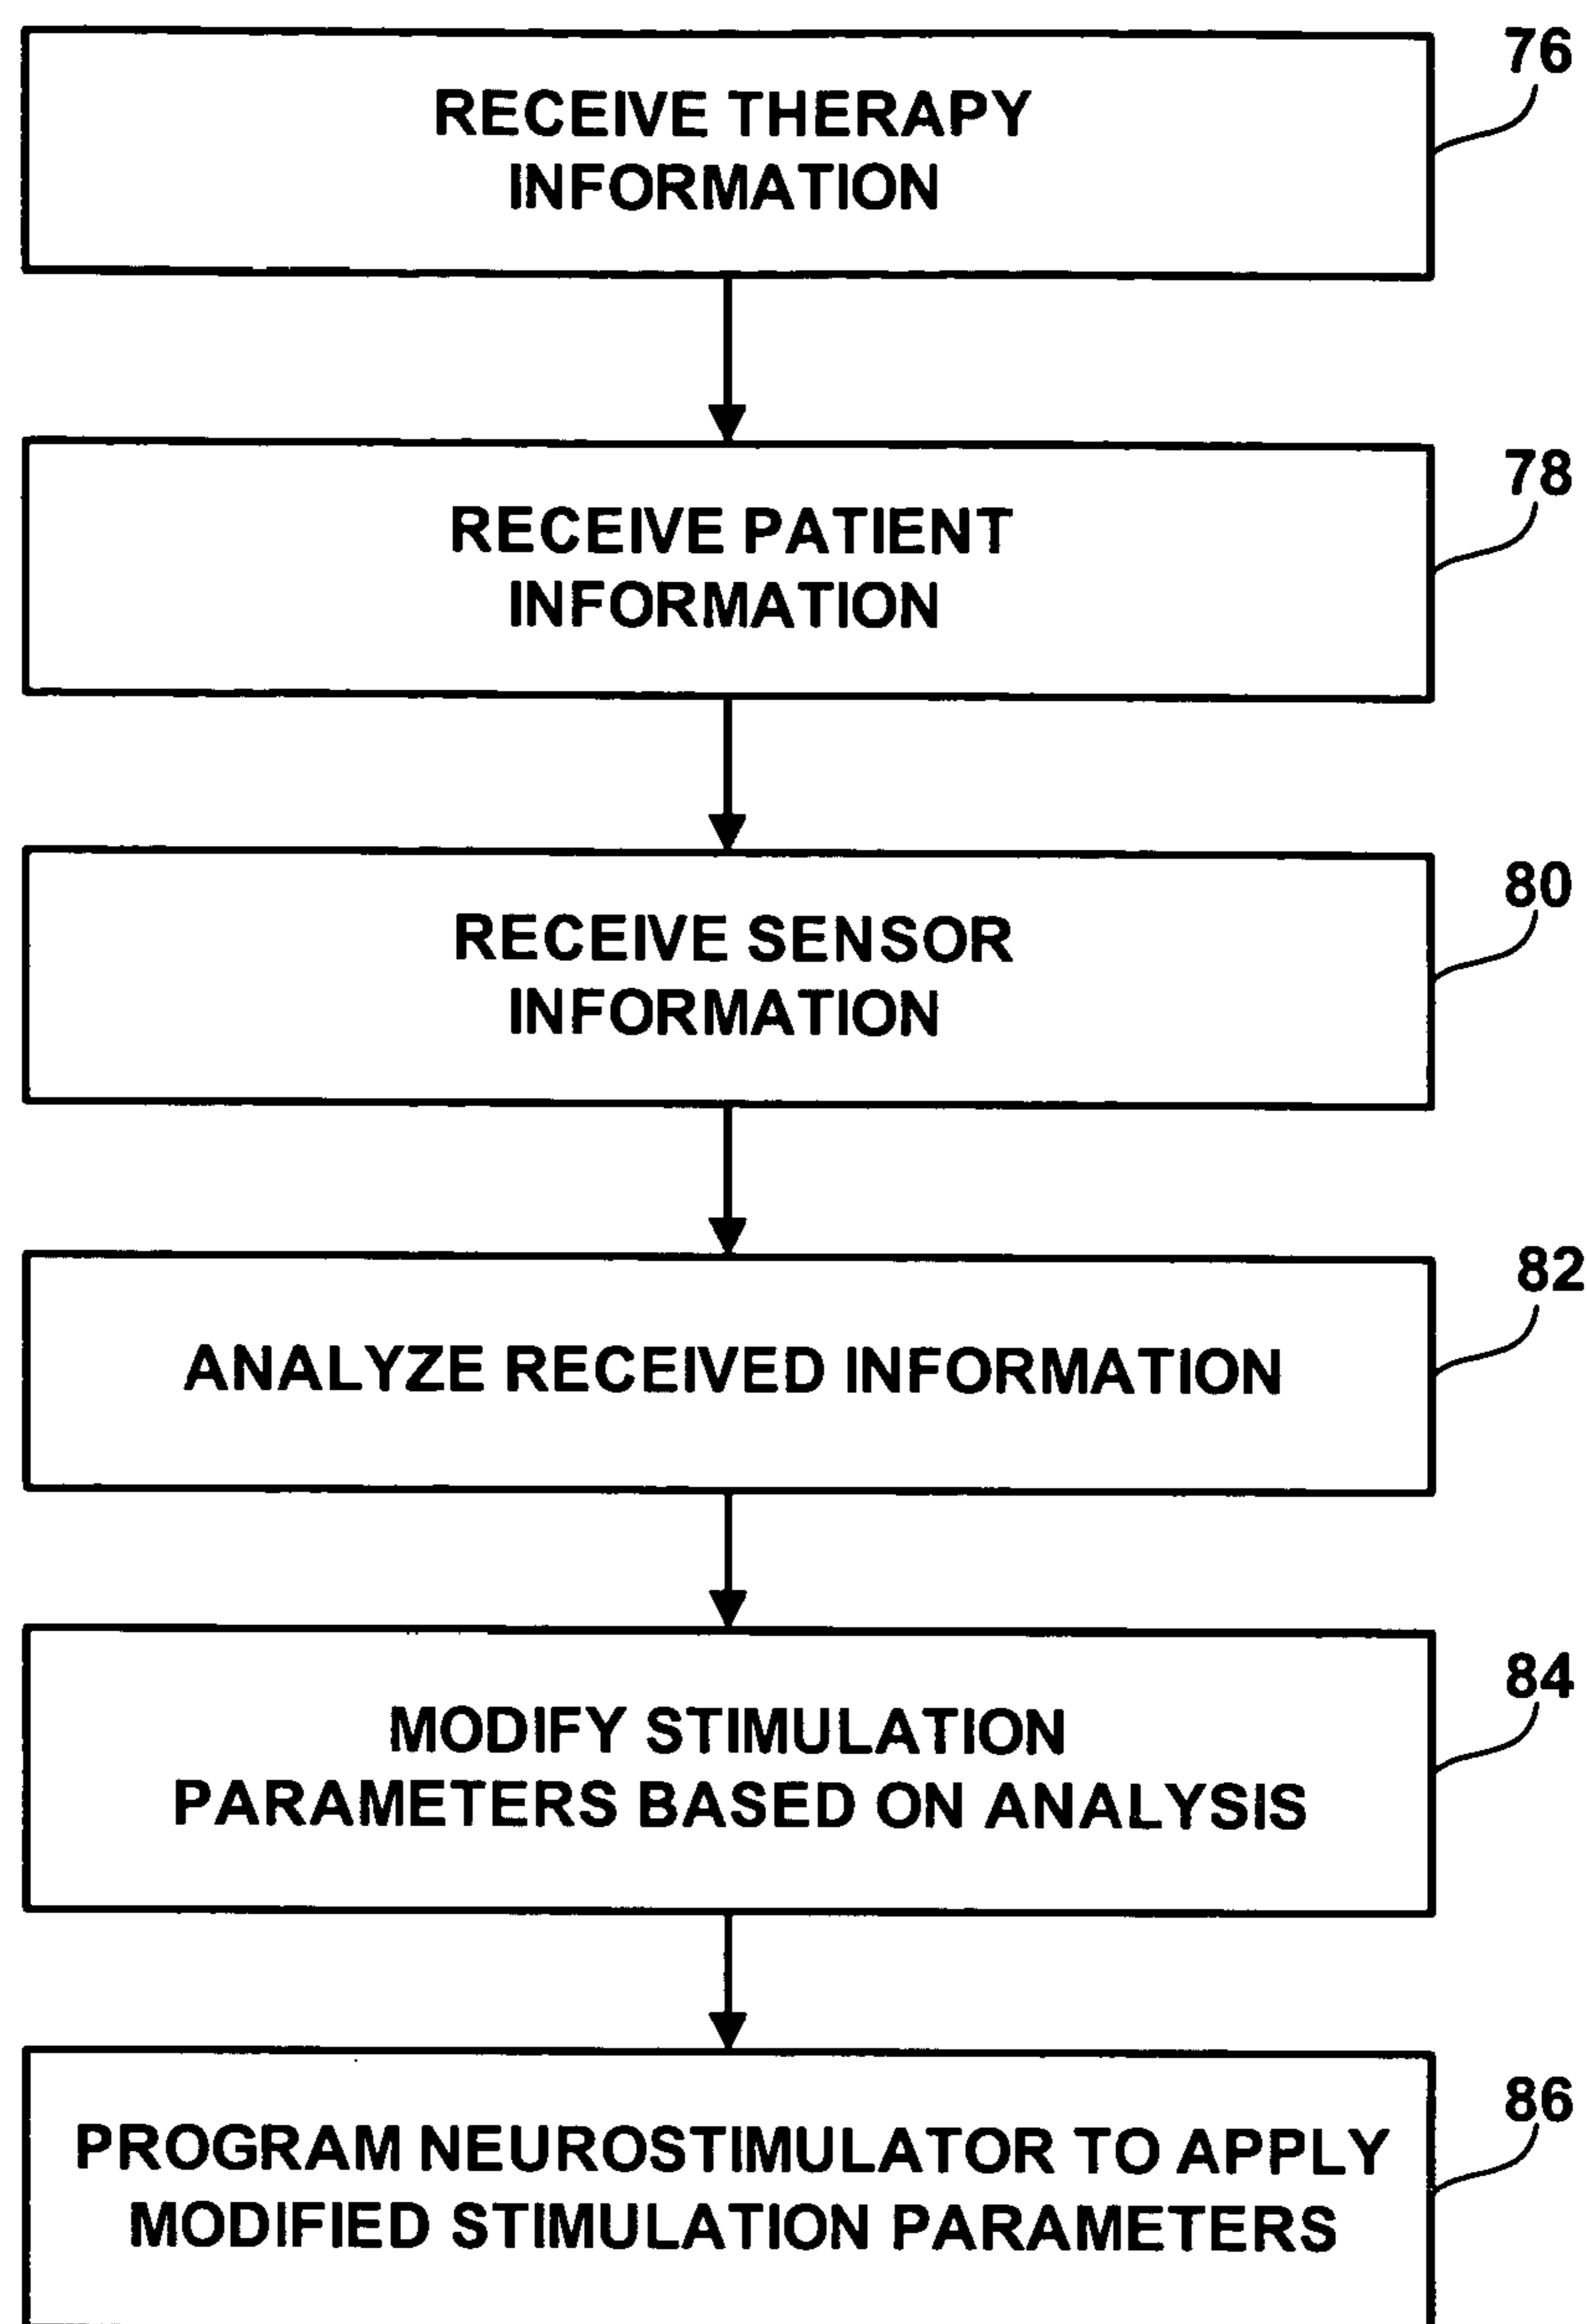 RECEIVE THERAPY
INFORMATION
76
RECEIVE PATIENT
INFORMATION
78
RECEIVE SENSOR
INFORMATION
80
ANALYZE RECEIVED INFORMATION
82
MODIFY STIMULATION
PARAMETERS BASED ON ANALYSIS
84
PROGRAM NEUROSTIMULATOR TO APPLY
MODIFIED STIMULATION PARAMETERS
86